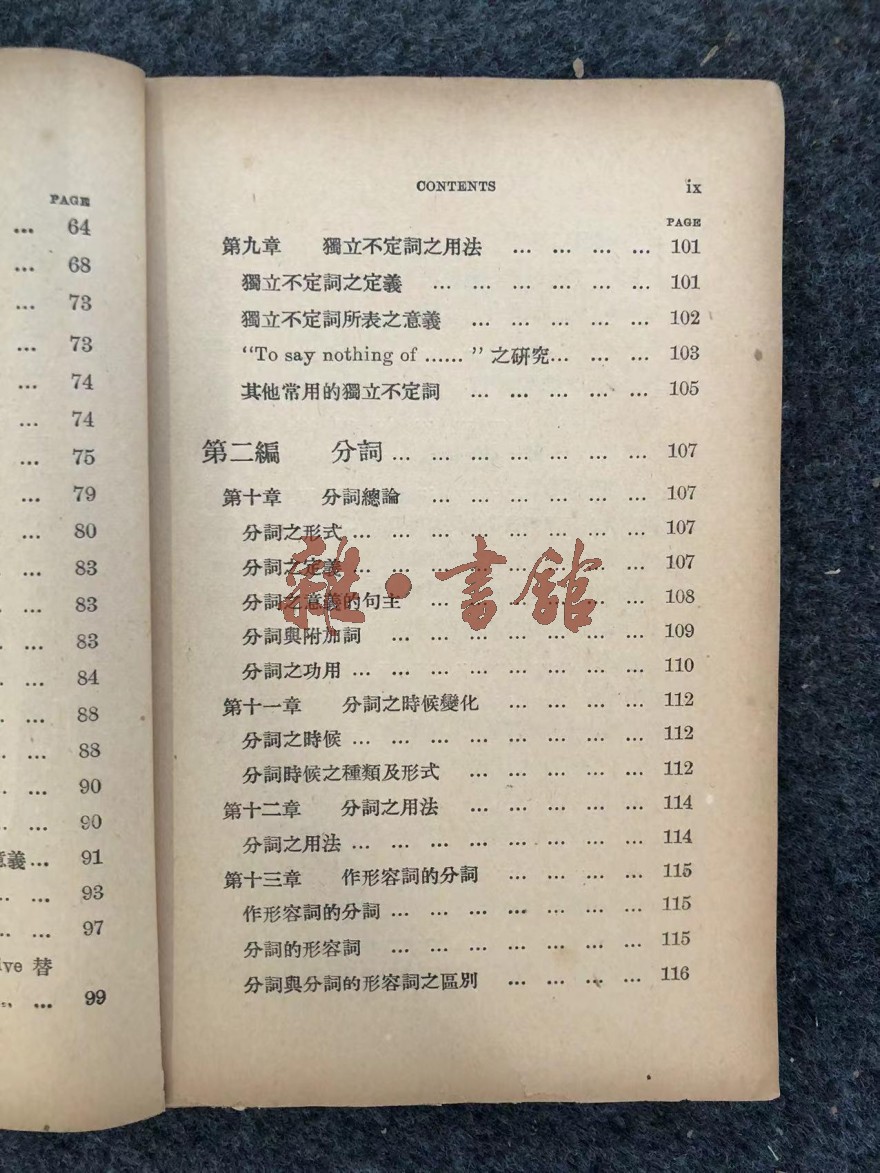 PAGE
... 64
... 68
... 73
... 73
... 74
... 74
... 75
... 79
... 80
... 83
... 83
... ... 83
... ... 84
... ... 88
... ... 88
... ... 90
... ... 90
義... 91
... ... 93
... ... 97
ive 替
... ... 99
CONTENTS ix
PAGE
第九章 獨立不定詞之用法 ... ... ... ... 101
獨立不定詞之定義 ... ... ... ... ... ... 101
獨立不定詞所表之意義 ... ... ... ... ... 102
“To say nothing of ......” 之研究... ... ... 103
其他常用的獨立不定詞 ... ... ... ... ... 105
第二編 分詞 ... ... ... ... ... ... ... 107
第十章 分詞總論 ... ... ... ... ... ... 107
分詞之形式 ... ... ... ... ... ... ... ... 107
分詞之定義 ... ... ... ... ... ... ... ... 107
分詞之意義的句主 ... ... ... ... ... ... 108
分詞與附加詞 ... ... ... ... ... ... ... 109
分詞之功用 ... ... ... ... ... ... ... ... 110
第十一章 分詞之時候變化 ... ... ... ... 112
分詞之時候 ... ... ... ... ... ... ... ... 112
分詞時候之種類及形式 ... ... ... ... ... 112
第十二章 分詞之用法 ... ... ... ... ... 114
分詞之用法 ... ... ... ... ... ... ... ... 114
第十三章 作形容詞的分詞 ... ... ... ... 115
作形容詞的分詞 ... ... ... ... ... ... ... 115
分詞的形容詞 ... ... ... ... ... ... ... 115
分詞與分詞的形容詞之區別 ... ... ... ... 116
雜·書館